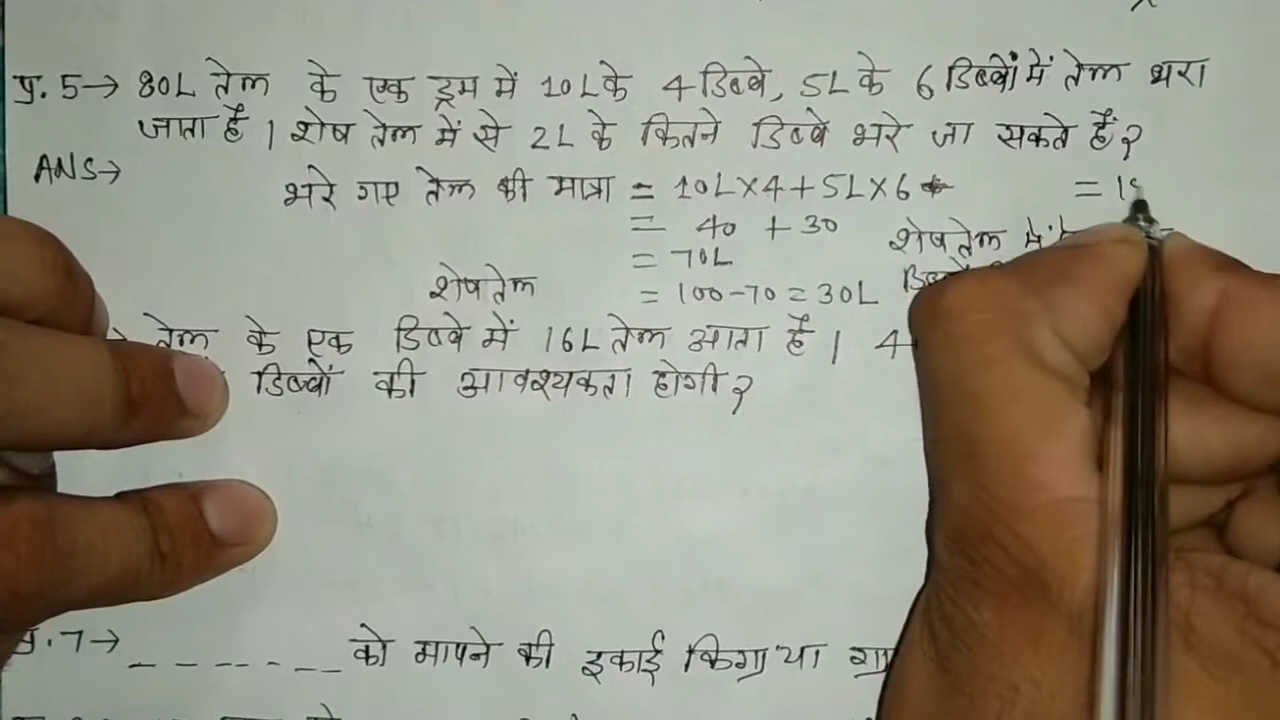 प्र.5→ 80L तेल के एक ड्रम में 10L के 4 डिब्बे, 5L के 6 डिब्बों में तेल भरा
जाता है। शेष तेल में से 2L के कितने डिब्बे भरे जा सकते हैं?
ANS→
भरे गए तेल की मात्रा = 10L×4+5L×6
= 40 + 30
= 70L
शेष तेल = 100-70 = 30L
= 1
शेष तेल में
तेल के एक डिब्बे में 16L तेल आता है। 4
डिब्बों की आवश्यकता होगी?
प्र.7→ _ _ _ _ _ _ को मापने की इकाई किग्रा या